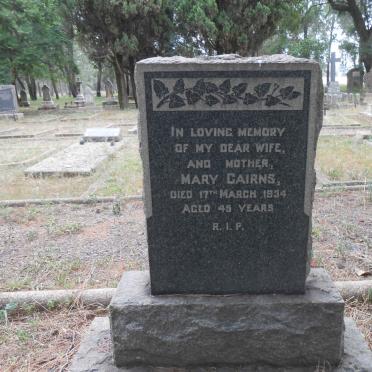 IN LOVING MEMORY
OF MY DEAR WIFE,
AND MOTHER,
MARY CAIRNS,
DIED 17TH MARCH 1934
AGED 45 YEARS
R.I.P.